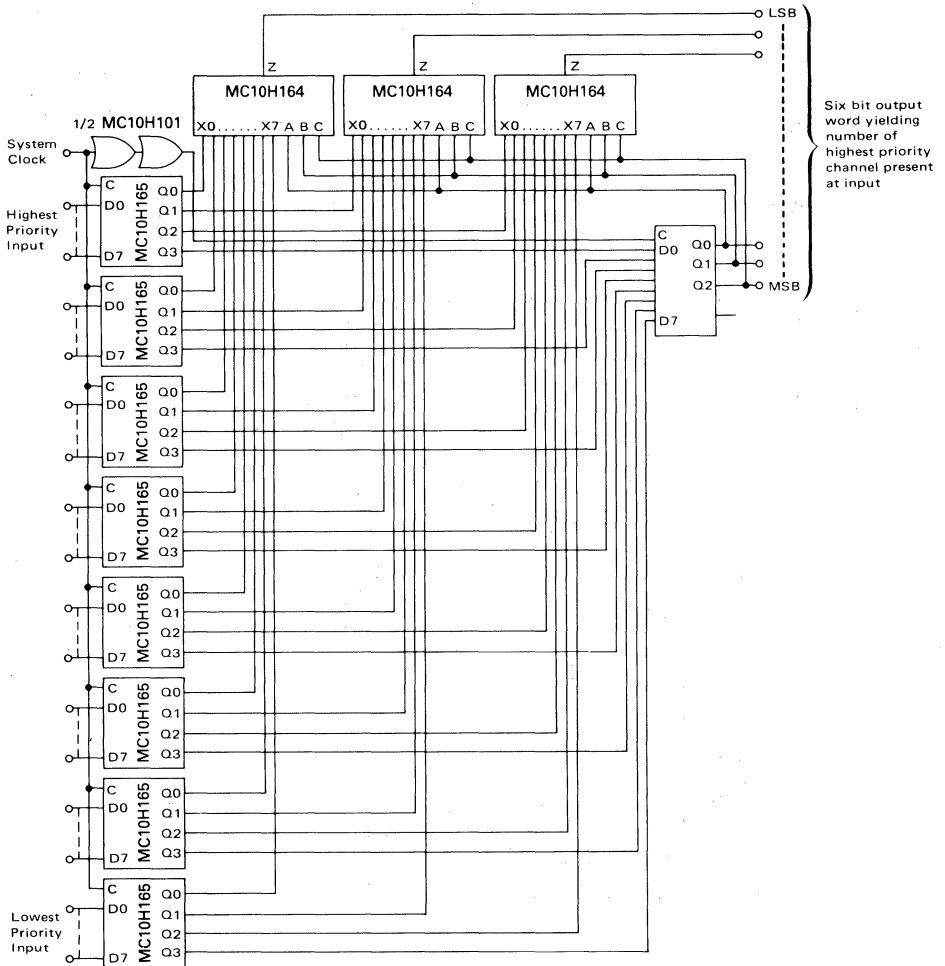 LSB
Z
Z
Z
MC10H164
MC10H164
MC10H164
X0......X7 A B C
X0......X7 A B C
X0......X7 A B C
Six bit output
word yielding
number of
highest priority
channel present
at input
1/2 MC10H101
System
Clock
Highest
Priority
Input
C
D0
D7
MC10H165
Q0
Q1
Q2
Q3
C
D0
D7
Q0
Q1
Q2
MSB
C
D0
D7
MC10H165
Q0
Q1
Q2
Q3
C
D0
D7
MC10H165
Q0
Q1
Q2
Q3
C
D0
D7
MC10H165
Q0
Q1
Q2
Q3
C
D0
D7
MC10H165
Q0
Q1
Q2
Q3
C
D0
D7
MC10H165
Q0
Q1
Q2
Q3
C
D0
D7
MC10H165
Q0
Q1
Q2
Q3
Lowest
Priority
Input
C
D0
D7
MC10H165
Q0
Q1
Q2
Q3